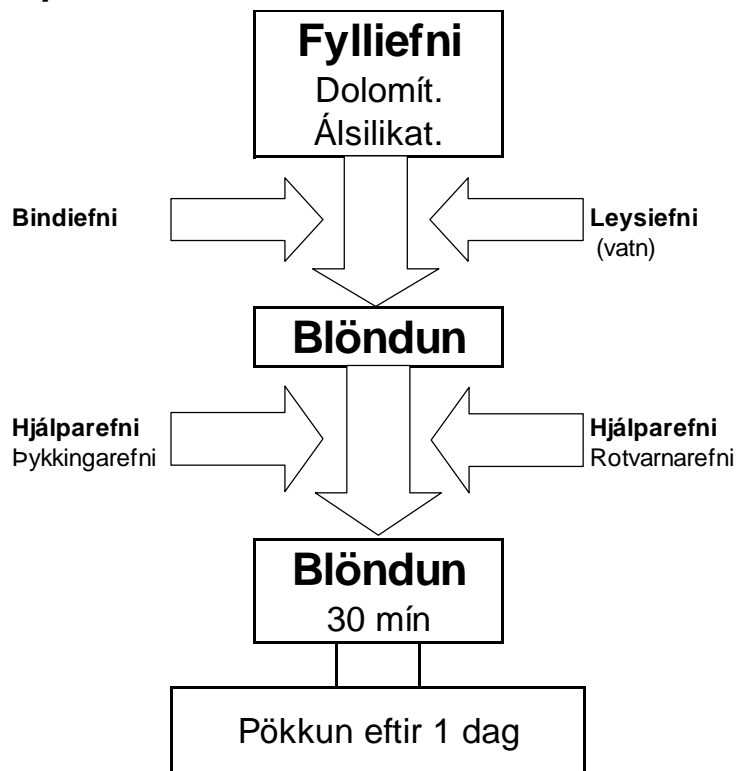 Fylliefni
Dolomít.
Álsilikat.
Bindiefni
Leysiefni
(vatn)
Blöndun
Hjálparefni
Þykkingarefni
Hjálparefni
Rotvarnarefni
Blöndun
30 mín
Pökkun eftir 1 dag